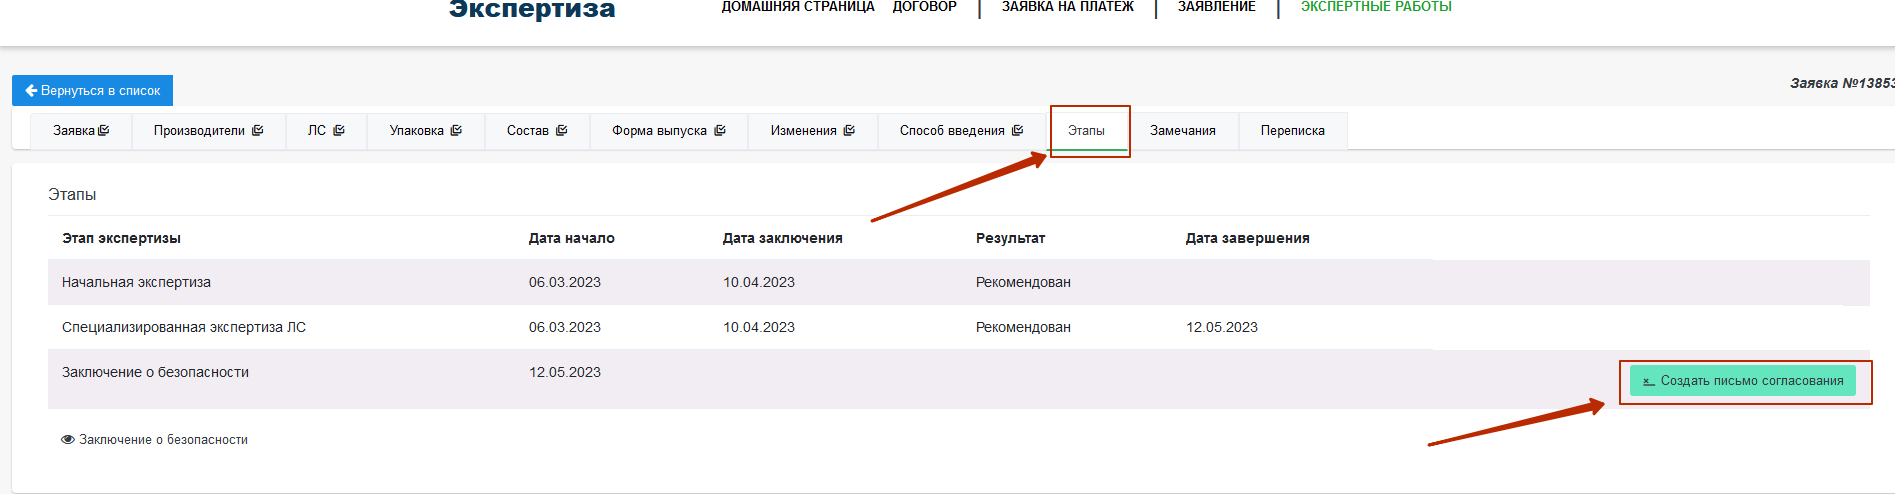 Экспертиза ДОМАШНЯЯ СТРАНИЦА ДОГОВОР | ЗАЯВКА НА ПЛАТЕЖ | ЗАЯВЛЕНИЕ | ЭКСПЕРТНЫЕ РАБОТЫ
Вернуться в список Заявка №13853
Заявка Производители ЛС Упаковка Состав Форма выпуска Изменения Способ введения Этапы Замечания Переписка
Этапы
Этап экспертизы Дата начало Дата заключения Результат Дата завершения
Начальная экспертиза 06.03.2023 10.04.2023 Рекомендован
Специализированная экспертиза ЛС 06.03.2023 10.04.2023 Рекомендован 12.05.2023
Заключение о безопасности 12.05.2023 Создать письмо согласования
Заключение о безопасности